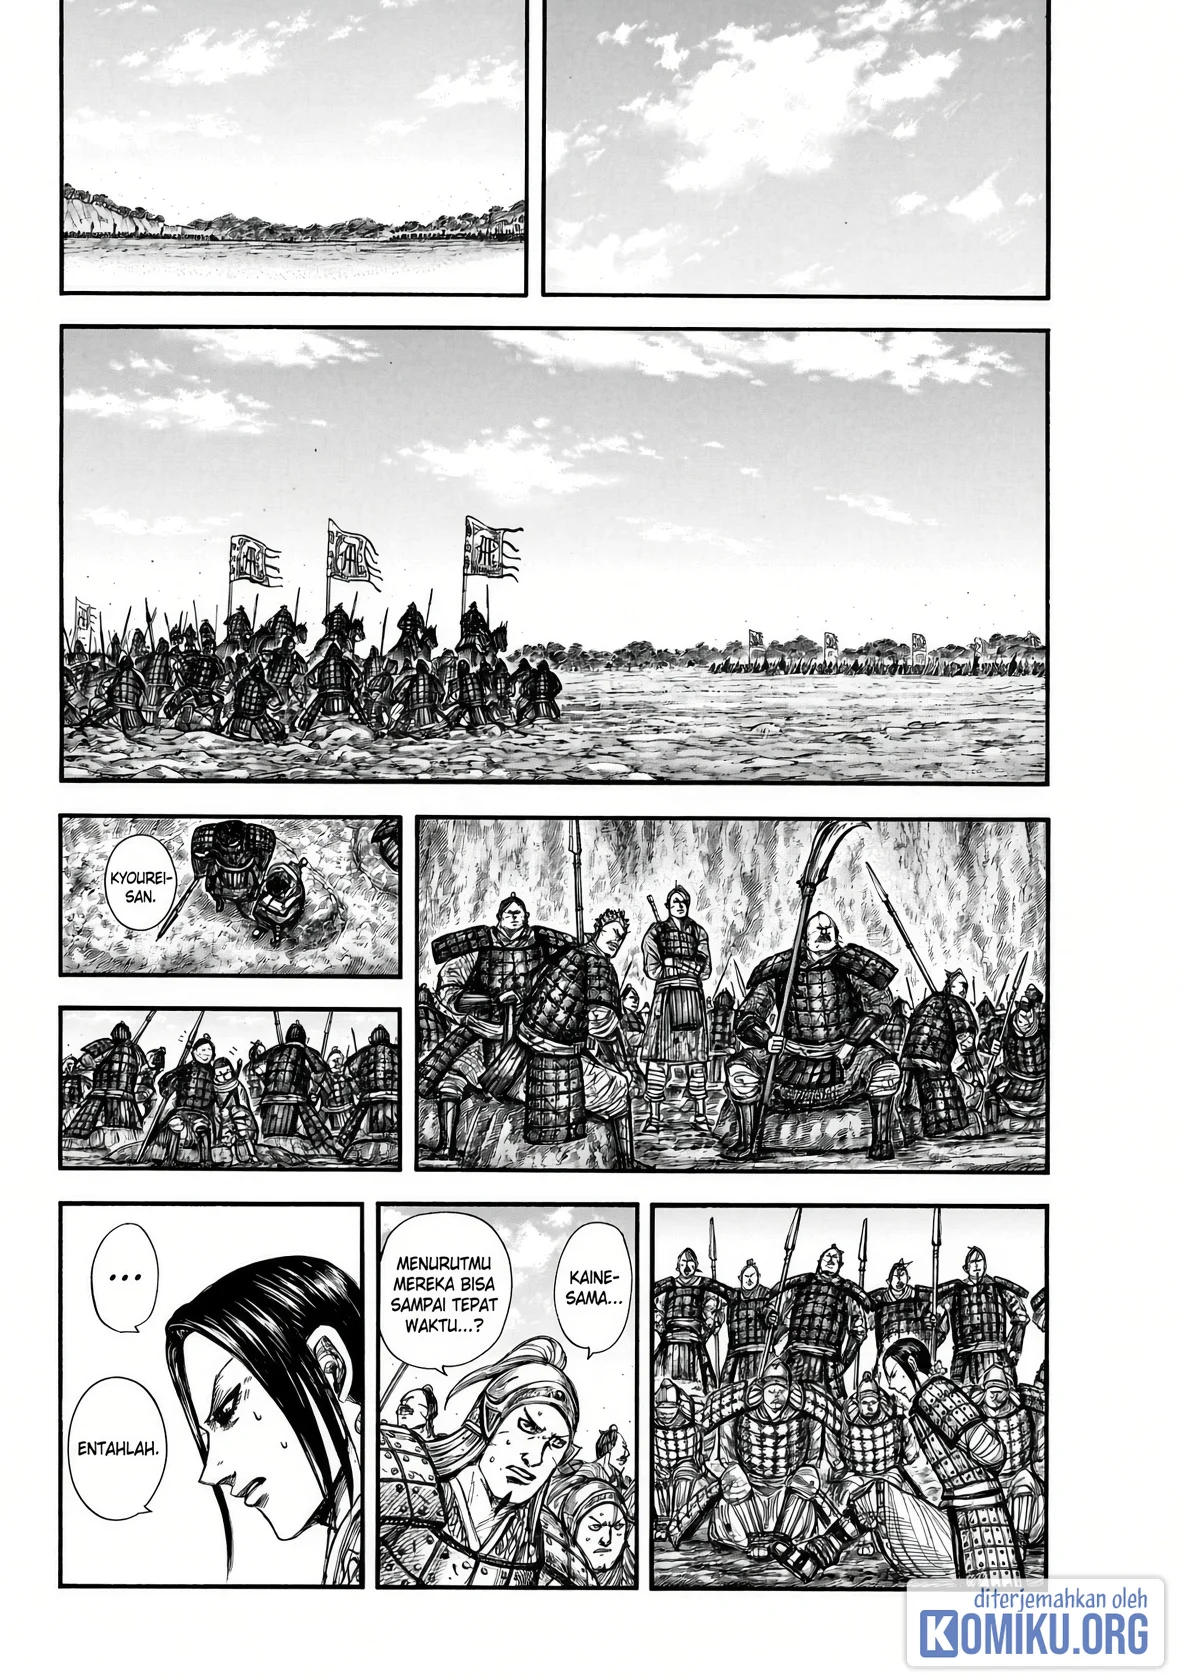 KYOUREI-
SAN.
KAINE-
SAMA...
MENURUTMU
MEREKA BISA
SAMPAI TEPAT
WAKTU...?
...
ENTAHLAH.
diterjemahkan oleh
KOMIKU.ORG